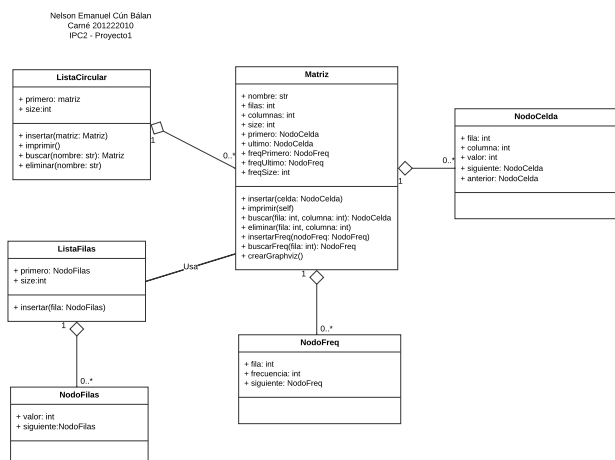 Nelson Emanuel Cún Bálan
Carné 201222010
IPC2 - Proyecto1
ListaCircular
+ primero: matriz
+ size:int
+ insertar(matriz: Matriz)
+ imprimir()
+ buscar(nombre: str): Matriz
+ eliminar(nombre: str)
1
0..*
Matriz
+ nombre: str
+ filas: int
+ columnas: int
+ size: int
+ primero: NodoCelda
+ ultimo: NodoCelda
+ freqPrimero: NodoFreq
+ freqUltimo: NodoFreq
+ freqSize: int
+ insertar(celda: NodoCelda)
+ imprimir(self)
+ buscar(fila: int, columna: int): NodoCelda
+ eliminar(fila: int, columna: int)
+ insertarFreq(nodoFreq: NodoFreq)
+ buscarFreq(fila: int): NodoFreq
+ crearGraphviz()
1
0..*
NodoCelda
+ fila: int
+ columna: int
+ valor: int
+ siguiente: NodoCelda
+ anterior: NodoCelda
ListaFilas
+ primero: NodoFilas
+ size:int
+ insertar(fila: NodoFilas)
Usa
1
0..*
NodoFilas
+ valor: int
+ siguiente:NodoFilas
1
0..*
NodoFreq
+ fila: int
+ frecuencia: int
+ siguiente: NodoFreq